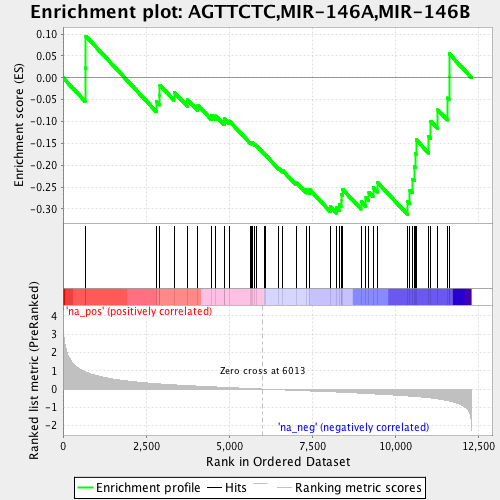 Enrichment plot: AGTTCTC,MIR-146A,MIR-146B
Enrichment score (ES)
0.10
0.05
0.00
-0.05
-0.10
-0.15
-0.20
-0.25
-0.30
'na_pos' (positively correlated)
Ranked list metric (PreRanked)
4
3
2
1
0
-1
-2
Zero cross at 6013
'na_neg' (negatively correlated)
0
2,500
5,000
7,500
10,000
12,500
Rank in Ordered Dataset
Enrichment profile
Hits
Ranking metric scores